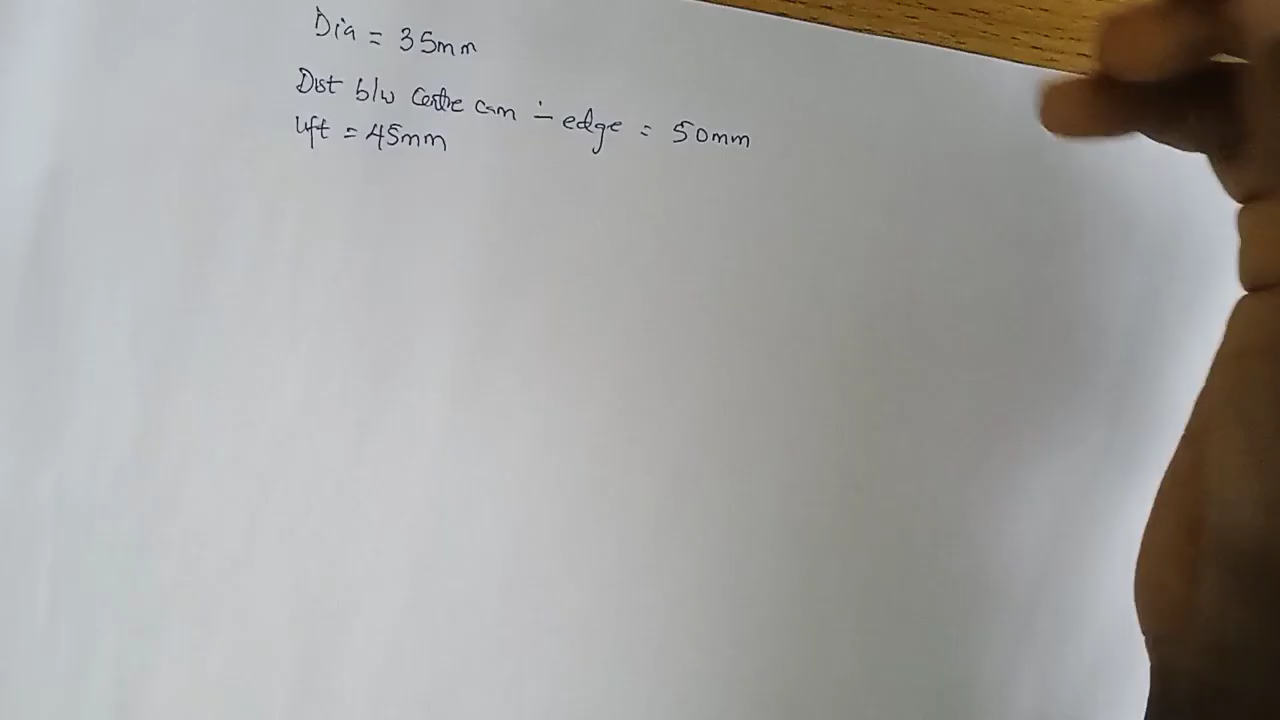 Dia = 35mm
Dist b/w Centre cam - edge = 50mm
Lift = 45mm